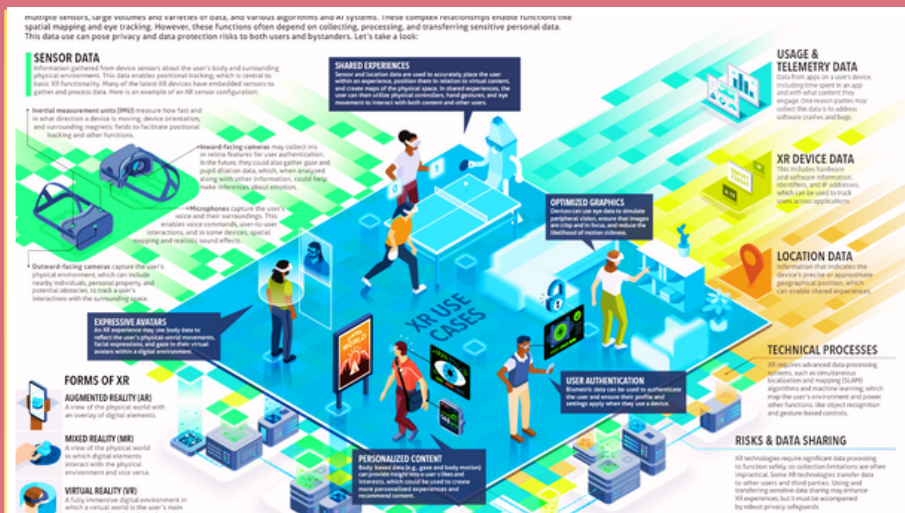 multiple sensors, large volumes and varieties of data, and various algorithms and AI systems. These complex relationships enable functions like
spatial mapping and eye tracking. However, these functions often depend on collecting, processing, and transferring sensitive personal data.
This data use can pose privacy and data protection risks to both users and bystanders. Let's take a look:
SENSOR DATA
Information gathered from device sensors about the user's body and surrounding
physical environment. This data enables positional tracking, which is central to
basic XR functionality. Many of the latest XR devices have embedded sensors to
gather and process data. Here is an example of an XR sensor configuration:
Inertial measurement units (IMU) measure how fast and
in what direction a device is moving, device orientation,
and surrounding magnetic fields to facilitate positional
tracking and other functions.
Inward-facing cameras may collect iris
or retina features for user authentication.
In the future, they could also gather gaze and
pupil dilation data, which, when analyzed
along with other information, could help
make inferences about emotion.
Microphones capture the user's
voice and their surroundings. This
enables voice commands, user-to-user
interactions, and in some devices, spatial
mapping and realistic sound effects.
Outward-facing cameras capture the user's
physical environment, which can include
nearby individuals, personal property, and
potential obstacles, to track a user's
interactions with the surrounding space.
SHARED EXPERIENCES
Sensor and location data are used to accurately place the user
within an experience, position them in relation to virtual content,
and create maps of the physical space. In shared experiences, the
user can then utilize physical controllers, hand gestures, and eye
movement to interact with both content and other users.
USAGE &
TELEMETRY DATA
Data from apps on a user's device,
including time spent in an app
and with what content they
engage. One reason parties may
collect this data is to address
software crashes and bugs.
XR DEVICE DATA
This includes hardware
and software information,
identifiers, and IP addresses,
which can be used to track
users across applications.
OPTIMIZED GRAPHICS
Devices can use eye data to simulate
peripheral vision, ensure that images
are crisp and in focus, and reduce the
likelihood of motion sickness.
LOCATION DATA
Information that indicates the
device's precise or approximate
geographical position, which
can enable shared experiences.
XR USE
CASES
EXPRESSIVE AVATARS
An XR experience may use body data to
reflect the user's physical-world movements,
facial expressions, and gaze in their virtual
avatars within a digital environment.
TECHNICAL PROCESSES
XR requires advanced data processing
systems, such as simultaneous
localization and mapping (SLAM)
algorithms and machine learning, which
map the user's environment and power
other functions, like object recognition
and gesture-based controls.
USER AUTHENTICATION
Biometric data can be used to authenticate
the user and ensure their profile and
settings apply when they use a device.
FORMS OF XR
AUGMENTED REALITY (AR)
A view of the physical world with
an overlay of digital elements.
MIXED REALITY (MR)
A view of the physical world
in which digital elements
interact with the physical
environment and vice versa.
VIRTUAL REALITY (VR)
A fully immersive digital environment in
which a virtual world is the user's main
PERSONALIZED CONTENT
Body based data (e.g., gaze and body motion)
can provide insight into a user's likes and
interests, which could be used to create
more personalized experiences and
recommend content.
RISKS & DATA SHARING
XR technologies require significant data processing
to function safely, so collection limitations are often
impractical. Some XR technologies transfer data
to other users and third parties. Using and
transferring sensitive data sharing may enhance
XR experiences, but it must be accompanied
by robust privacy safeguards.